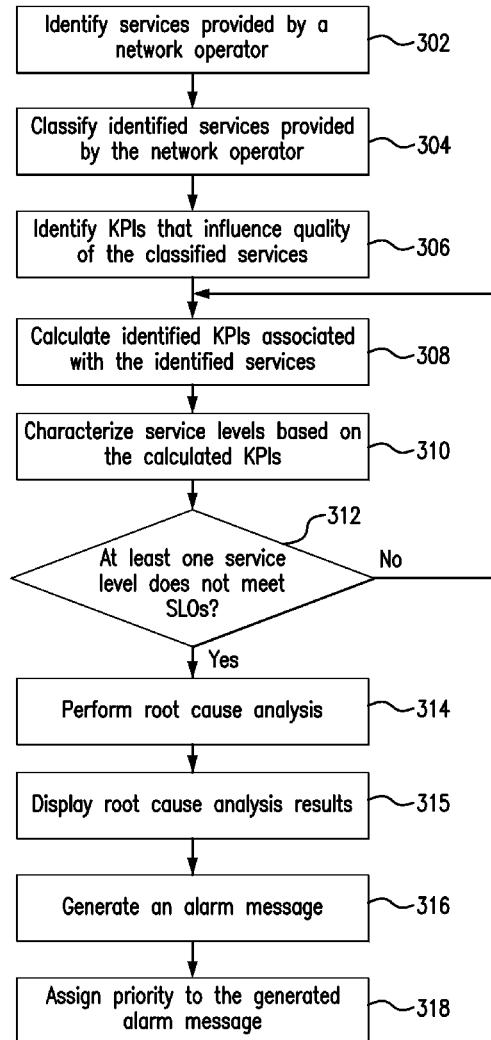 Identify services provided by a
network operator
302
Classify identified services provided
by the network operator
304
Identify KPIs that influence quality
of the classified services
306
Calculate identified KPIs associated
with the identified services
308
Characterize service levels based on
the calculated KPIs
310
312
At least one service
level does not meet
SLOs?
No
Yes
Perform root cause analysis
314
Display root cause analysis results
315
Generate an alarm message
316
Assign priority to the generated
alarm message
318